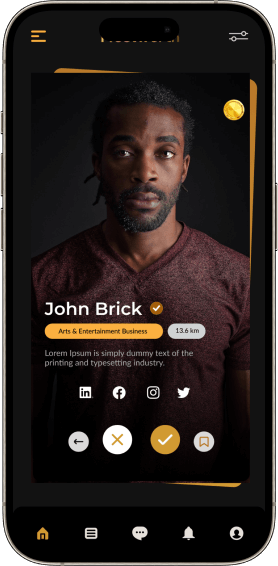 John Brick
Arts & Entertainment Business
13.6 km
Lorem Ipsum is simply dummy text of the
printing and typesetting industry.